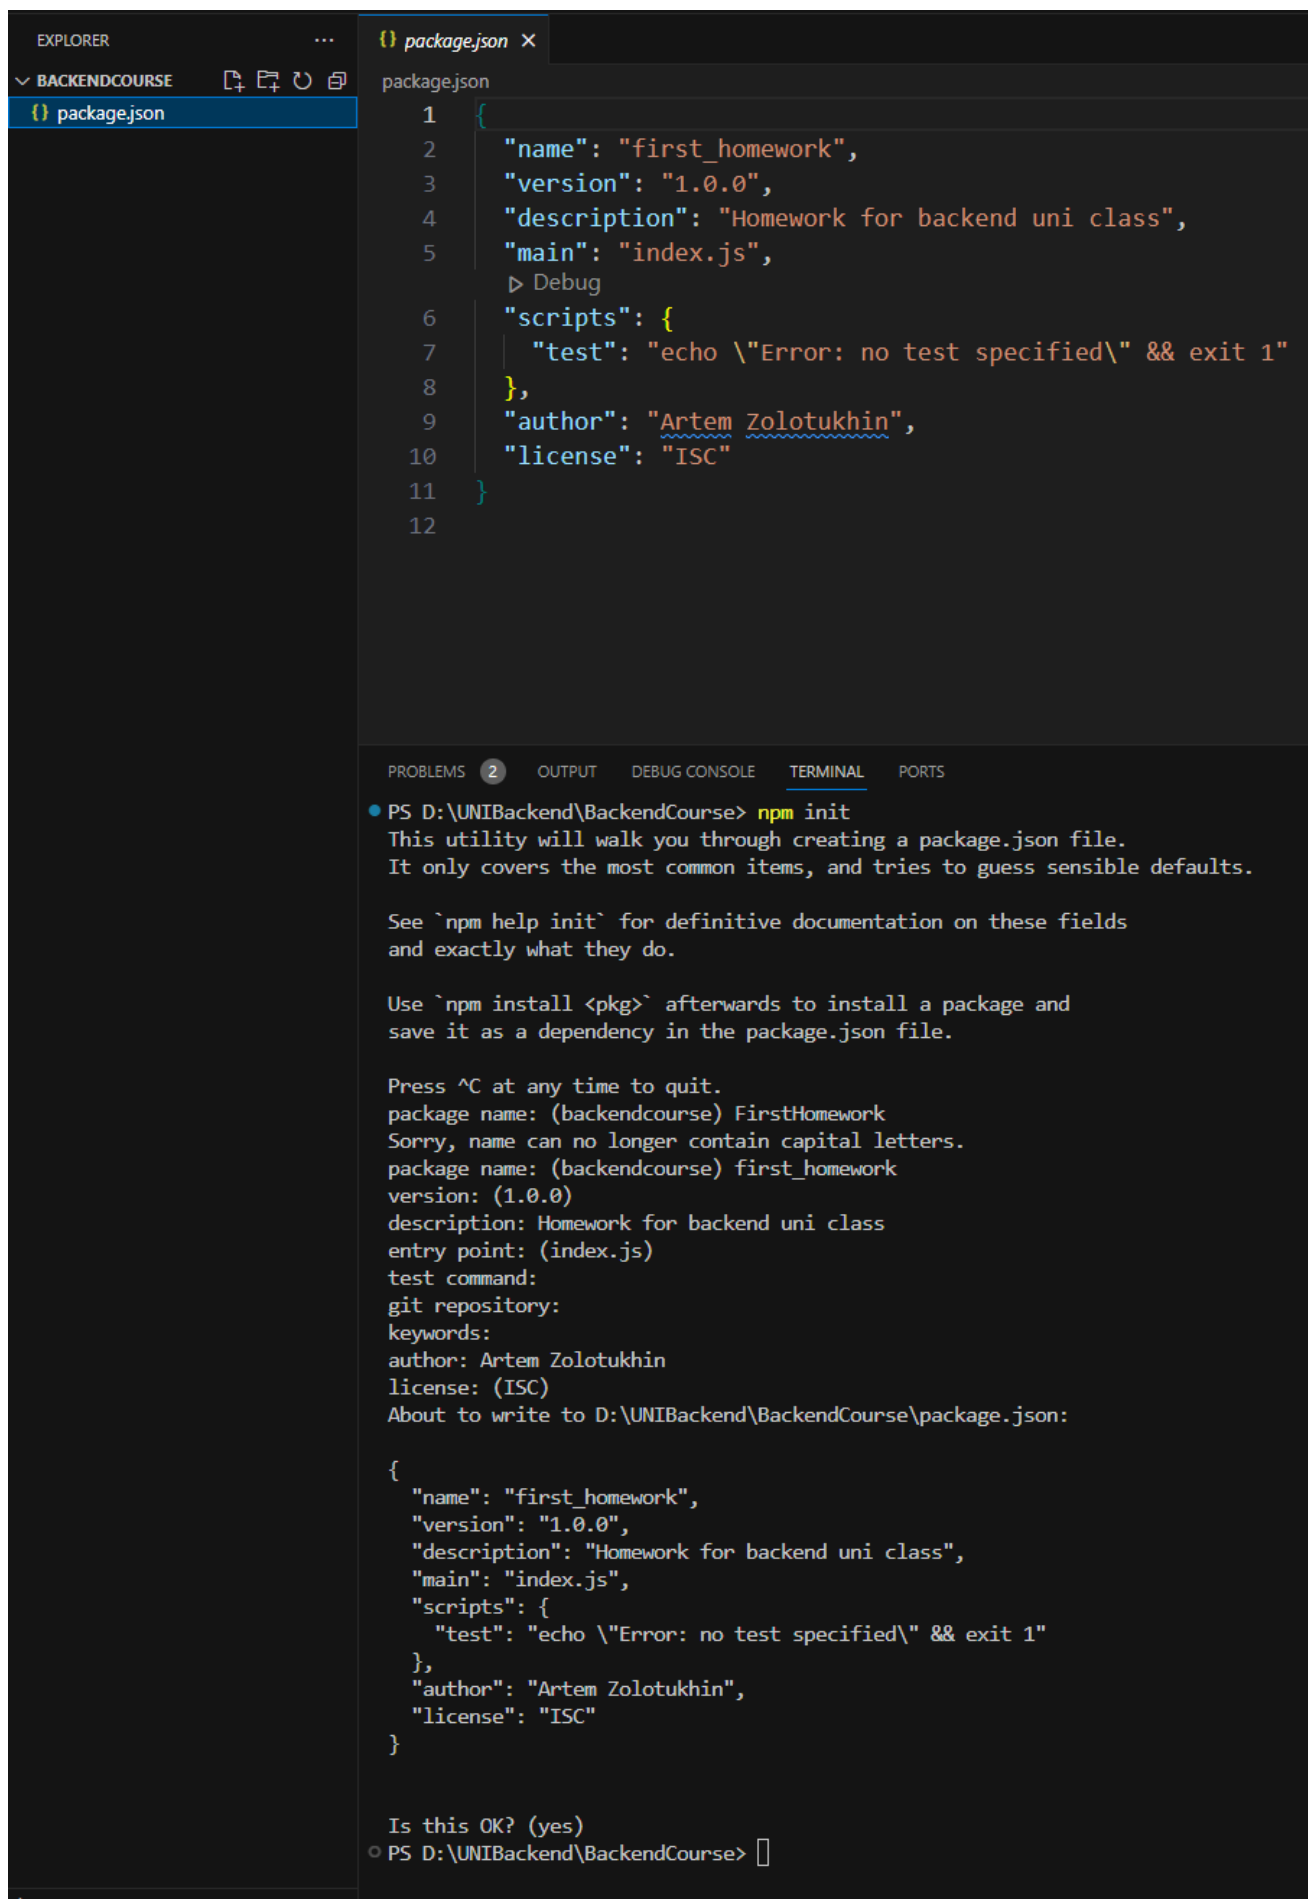 EXPLORER
BACKENDCOURSE
{} package.json
{} package.json
package.json
1 {
2 "name": "first_homework",
3 "version": "1.0.0",
4 "description": "Homework for backend uni class",
5 "main": "index.js",
Debug
6 "scripts": {
7 "test": "echo \"Error: no test specified\" && exit 1"
8 },
9 "author": "Artem Zolotukhin",
10 "license": "ISC"
11 }
12
PROBLEMS 2 OUTPUT DEBUG CONSOLE TERMINAL PORTS
PS D:\UNIBackend\BackendCourse> npm init
This utility will walk you through creating a package.json file.
It only covers the most common items, and tries to guess sensible defaults.
See `npm help init` for definitive documentation on these fields
and exactly what they do.
Use `npm install <pkg>` afterwards to install a package and
save it as a dependency in the package.json file.
Press ^C at any time to quit.
package name: (backendcourse) FirstHomework
Sorry, name can no longer contain capital letters.
package name: (backendcourse) first_homework
version: (1.0.0)
description: Homework for backend uni class
entry point: (index.js)
test command:
git repository:
keywords:
author: Artem Zolotukhin
license: (ISC)
About to write to D:\UNIBackend\BackendCourse\package.json:
{
"name": "first_homework",
"version": "1.0.0",
"description": "Homework for backend uni class",
"main": "index.js",
"scripts": {
"test": "echo \"Error: no test specified\" && exit 1"
},
"author": "Artem Zolotukhin",
"license": "ISC"
}
Is this OK? (yes)
PS D:\UNIBackend\BackendCourse>